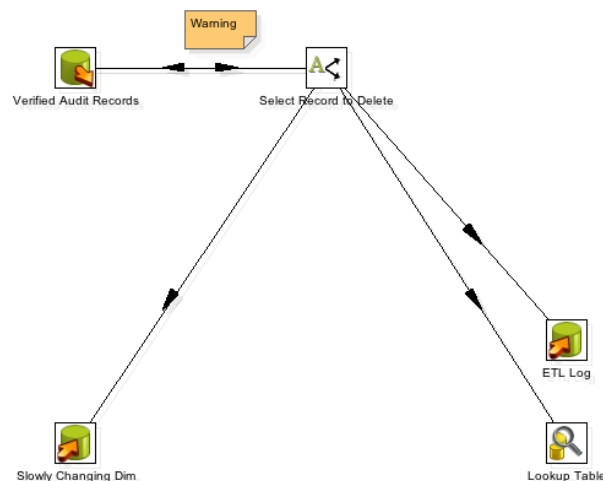 Warning
Verified Audit Records
Select Record to Delete
ETL Log
Slowly Changing Dim
Lookup Table